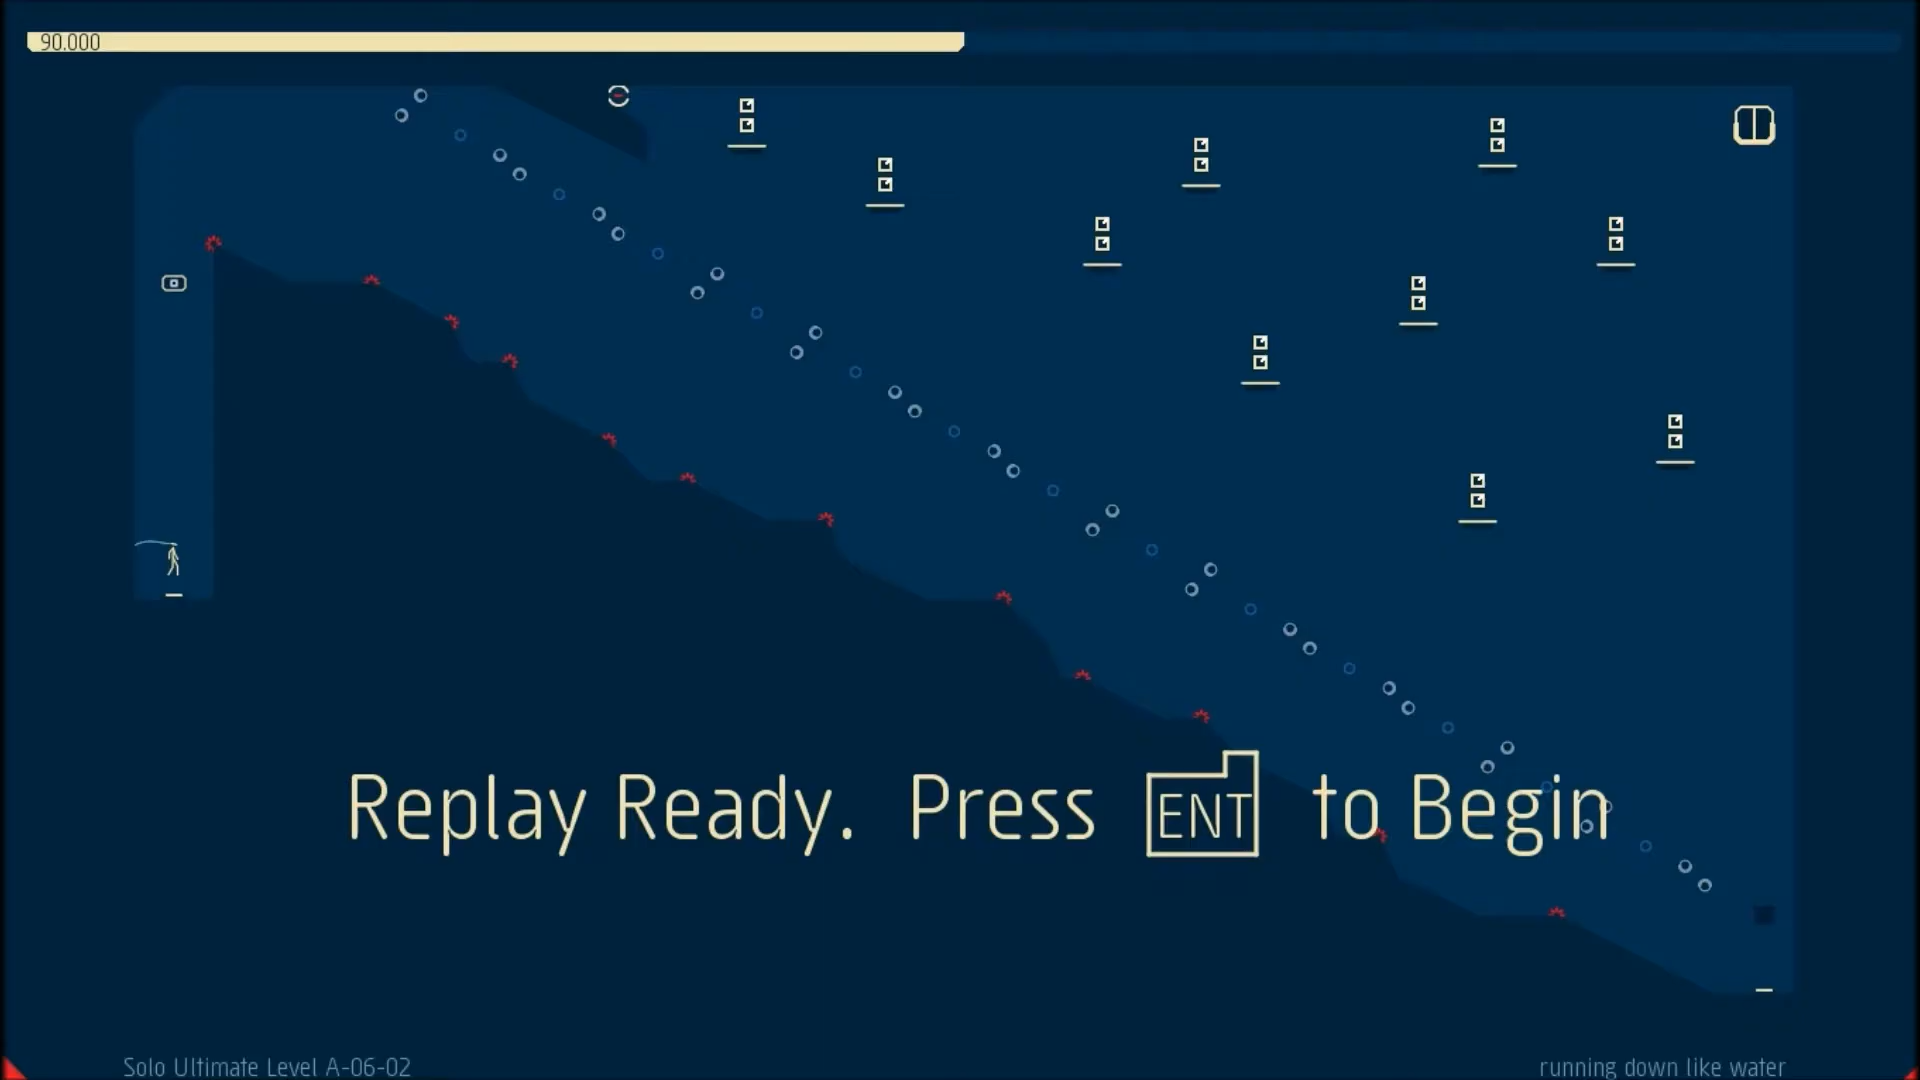 90.000
Replay Ready. Press ENT to Begin
Solo Ultimate Level A-06-02
running down like water